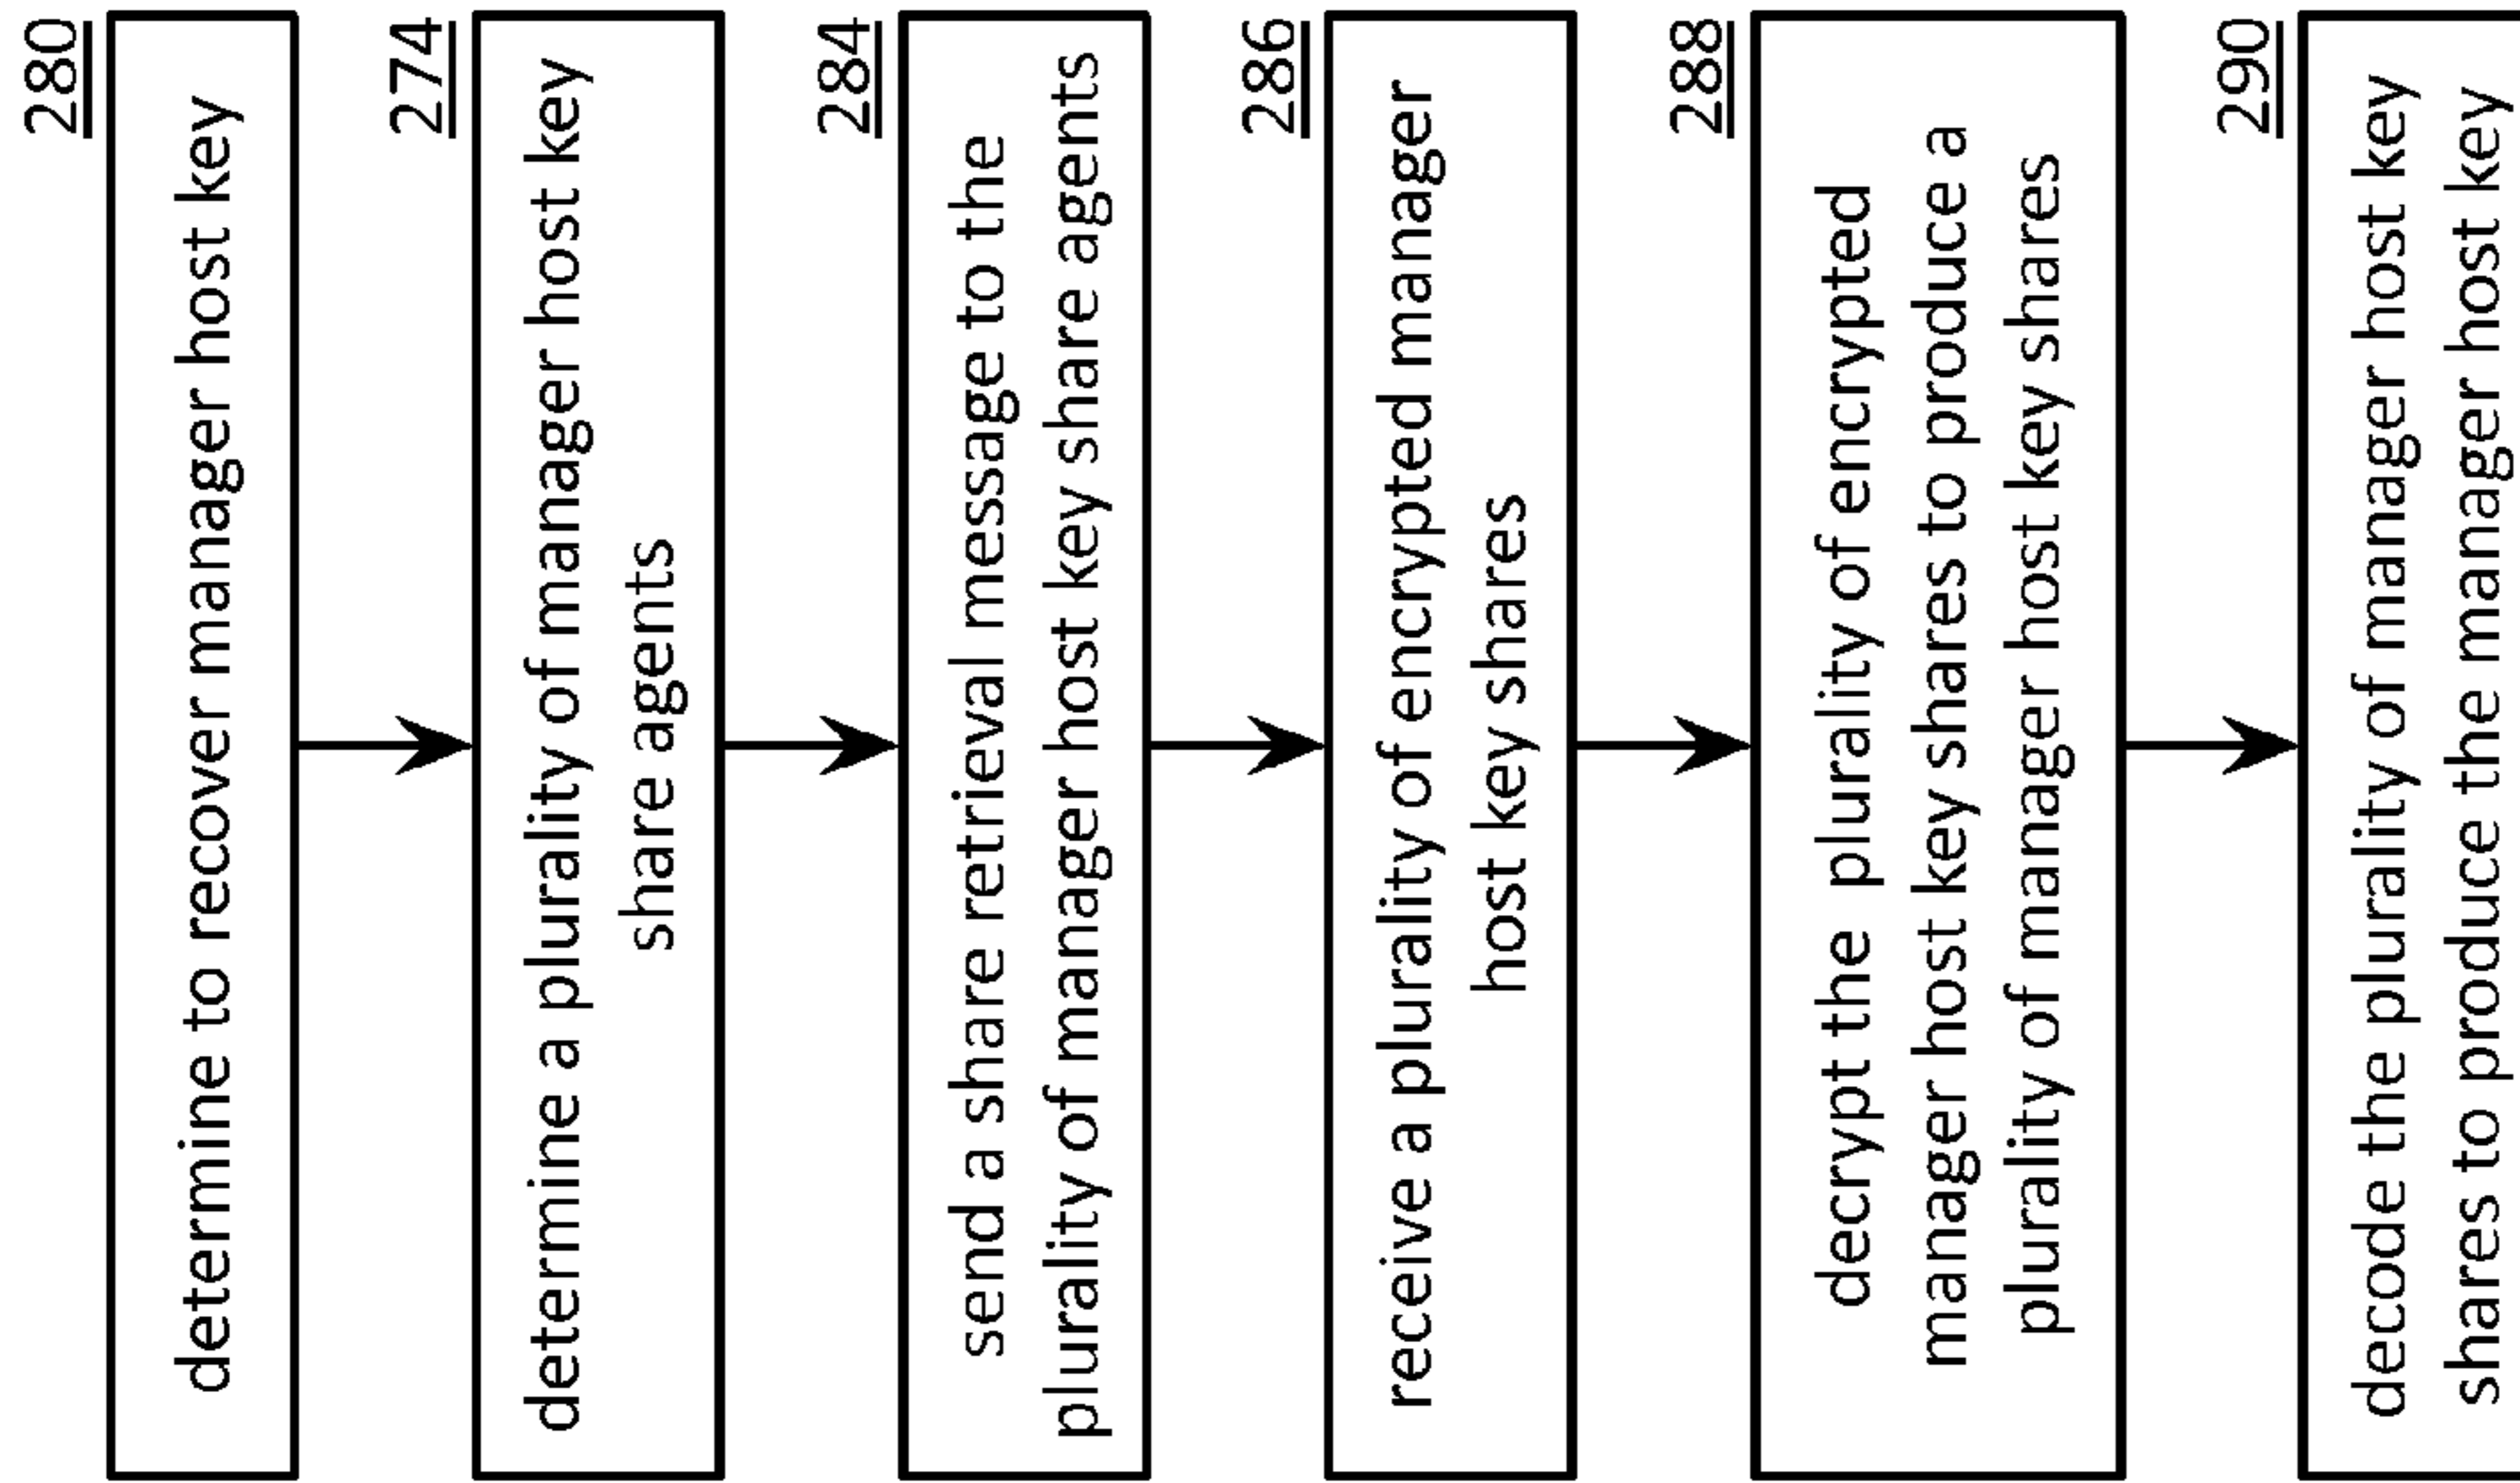 280
determine to recover manager host key
274
determine a plurality of manager host key
share agents
284
send a share retrieval message to the
plurality of manager host key share agents
286
receive a plurality of encrypted manager
host key shares
288
decrypt the plurality of encrypted
manager host key shares to produce a
plurality of manager host key shares
290
decode the plurality of manager host key
shares to produce the manager host key